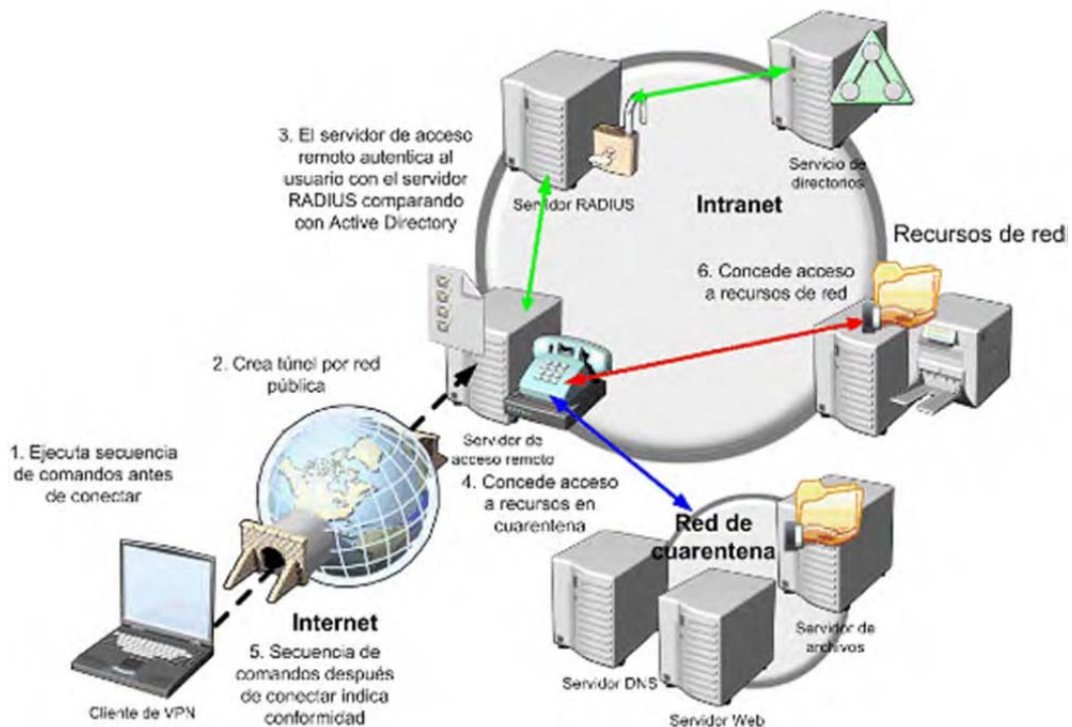 3. El servidor de acceso
remoto autentica al
usuario con el servidor
RADIUS comparando
con Active Directory
Servidor RADIUS
Servicio de
directorios
Intranet
Recursos de red
6. Concede acceso
a recursos de red
2. Crea túnel por red
pública
Servidor de
acceso remoto
1. Ejecuta secuencia
de comandos antes
de conectar
4. Concede acceso
a recursos en
cuarentena
Red de
cuarentena
Internet
5. Secuencia de
comandos después
de conectar indica
conformidad
Cliente de VPN
Servidor de
archivos
Servidor DNS
Servidor Web